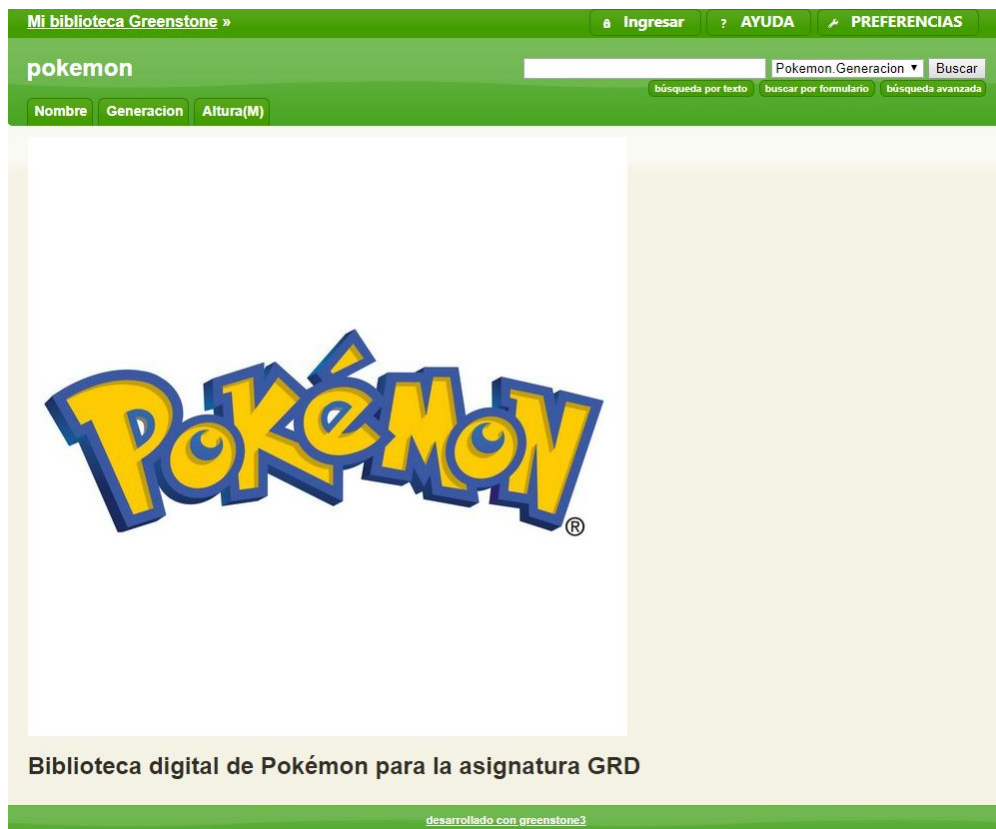 Mi biblioteca Greenstone »
Ingresar
? AYUDA
PREFERENCIAS
pokemon
Pokemon.Generacion
Buscar
búsqueda por texto
buscar por formulario
búsqueda avanzada
Nombre
Generacion
Altura(M)
POKéMON®
Biblioteca digital de Pokémon para la asignatura GRD
desarrollado con greenstone3